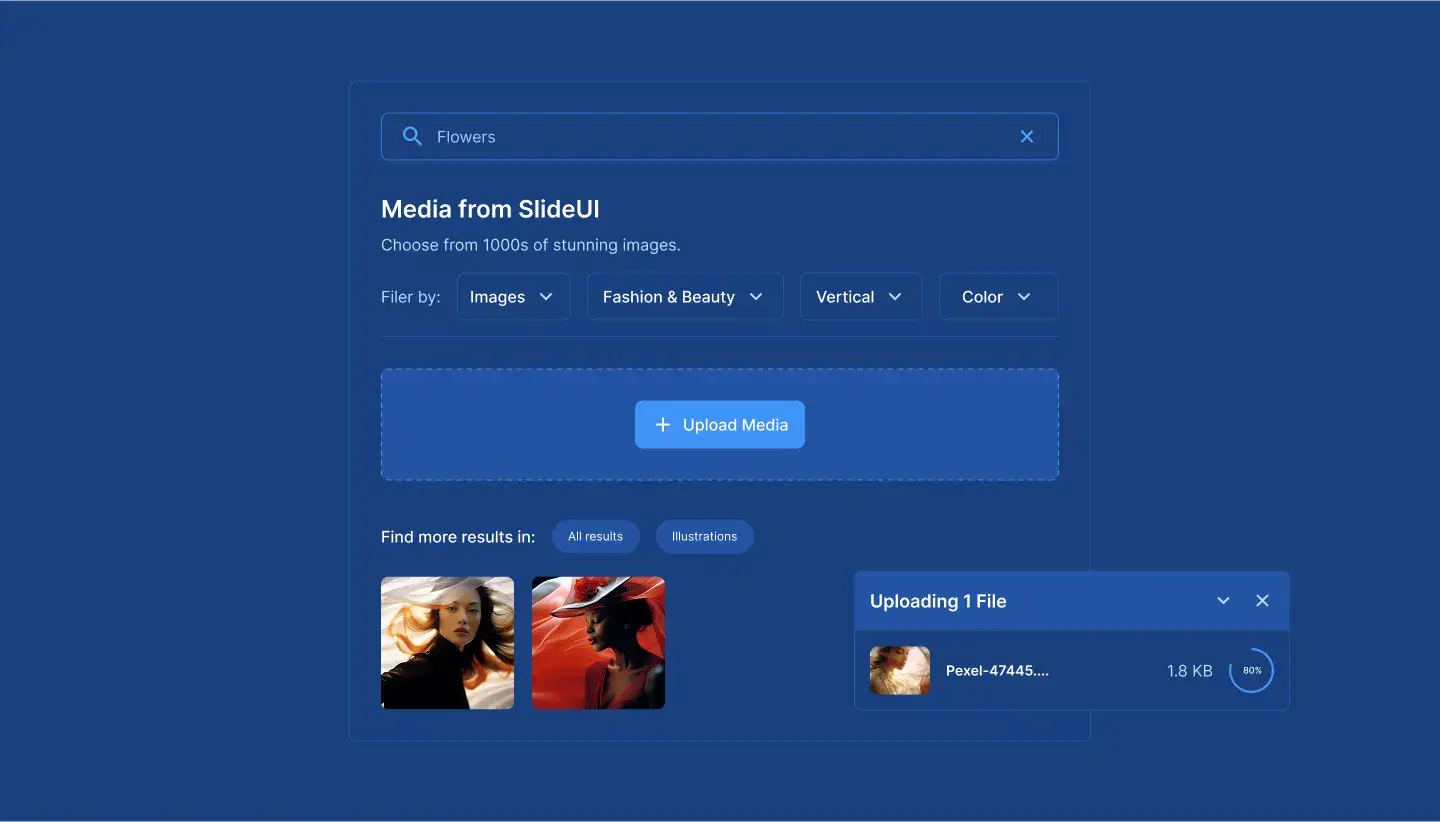 Flowers
Media from SlideUI
Choose from 1000s of stunning images.
Filer by: Images Fashion & Beauty Vertical Color
Upload Media
Find more results in: All results Illustrations
Uploading 1 File
Pexel-47445.... 1.8 KB 80%